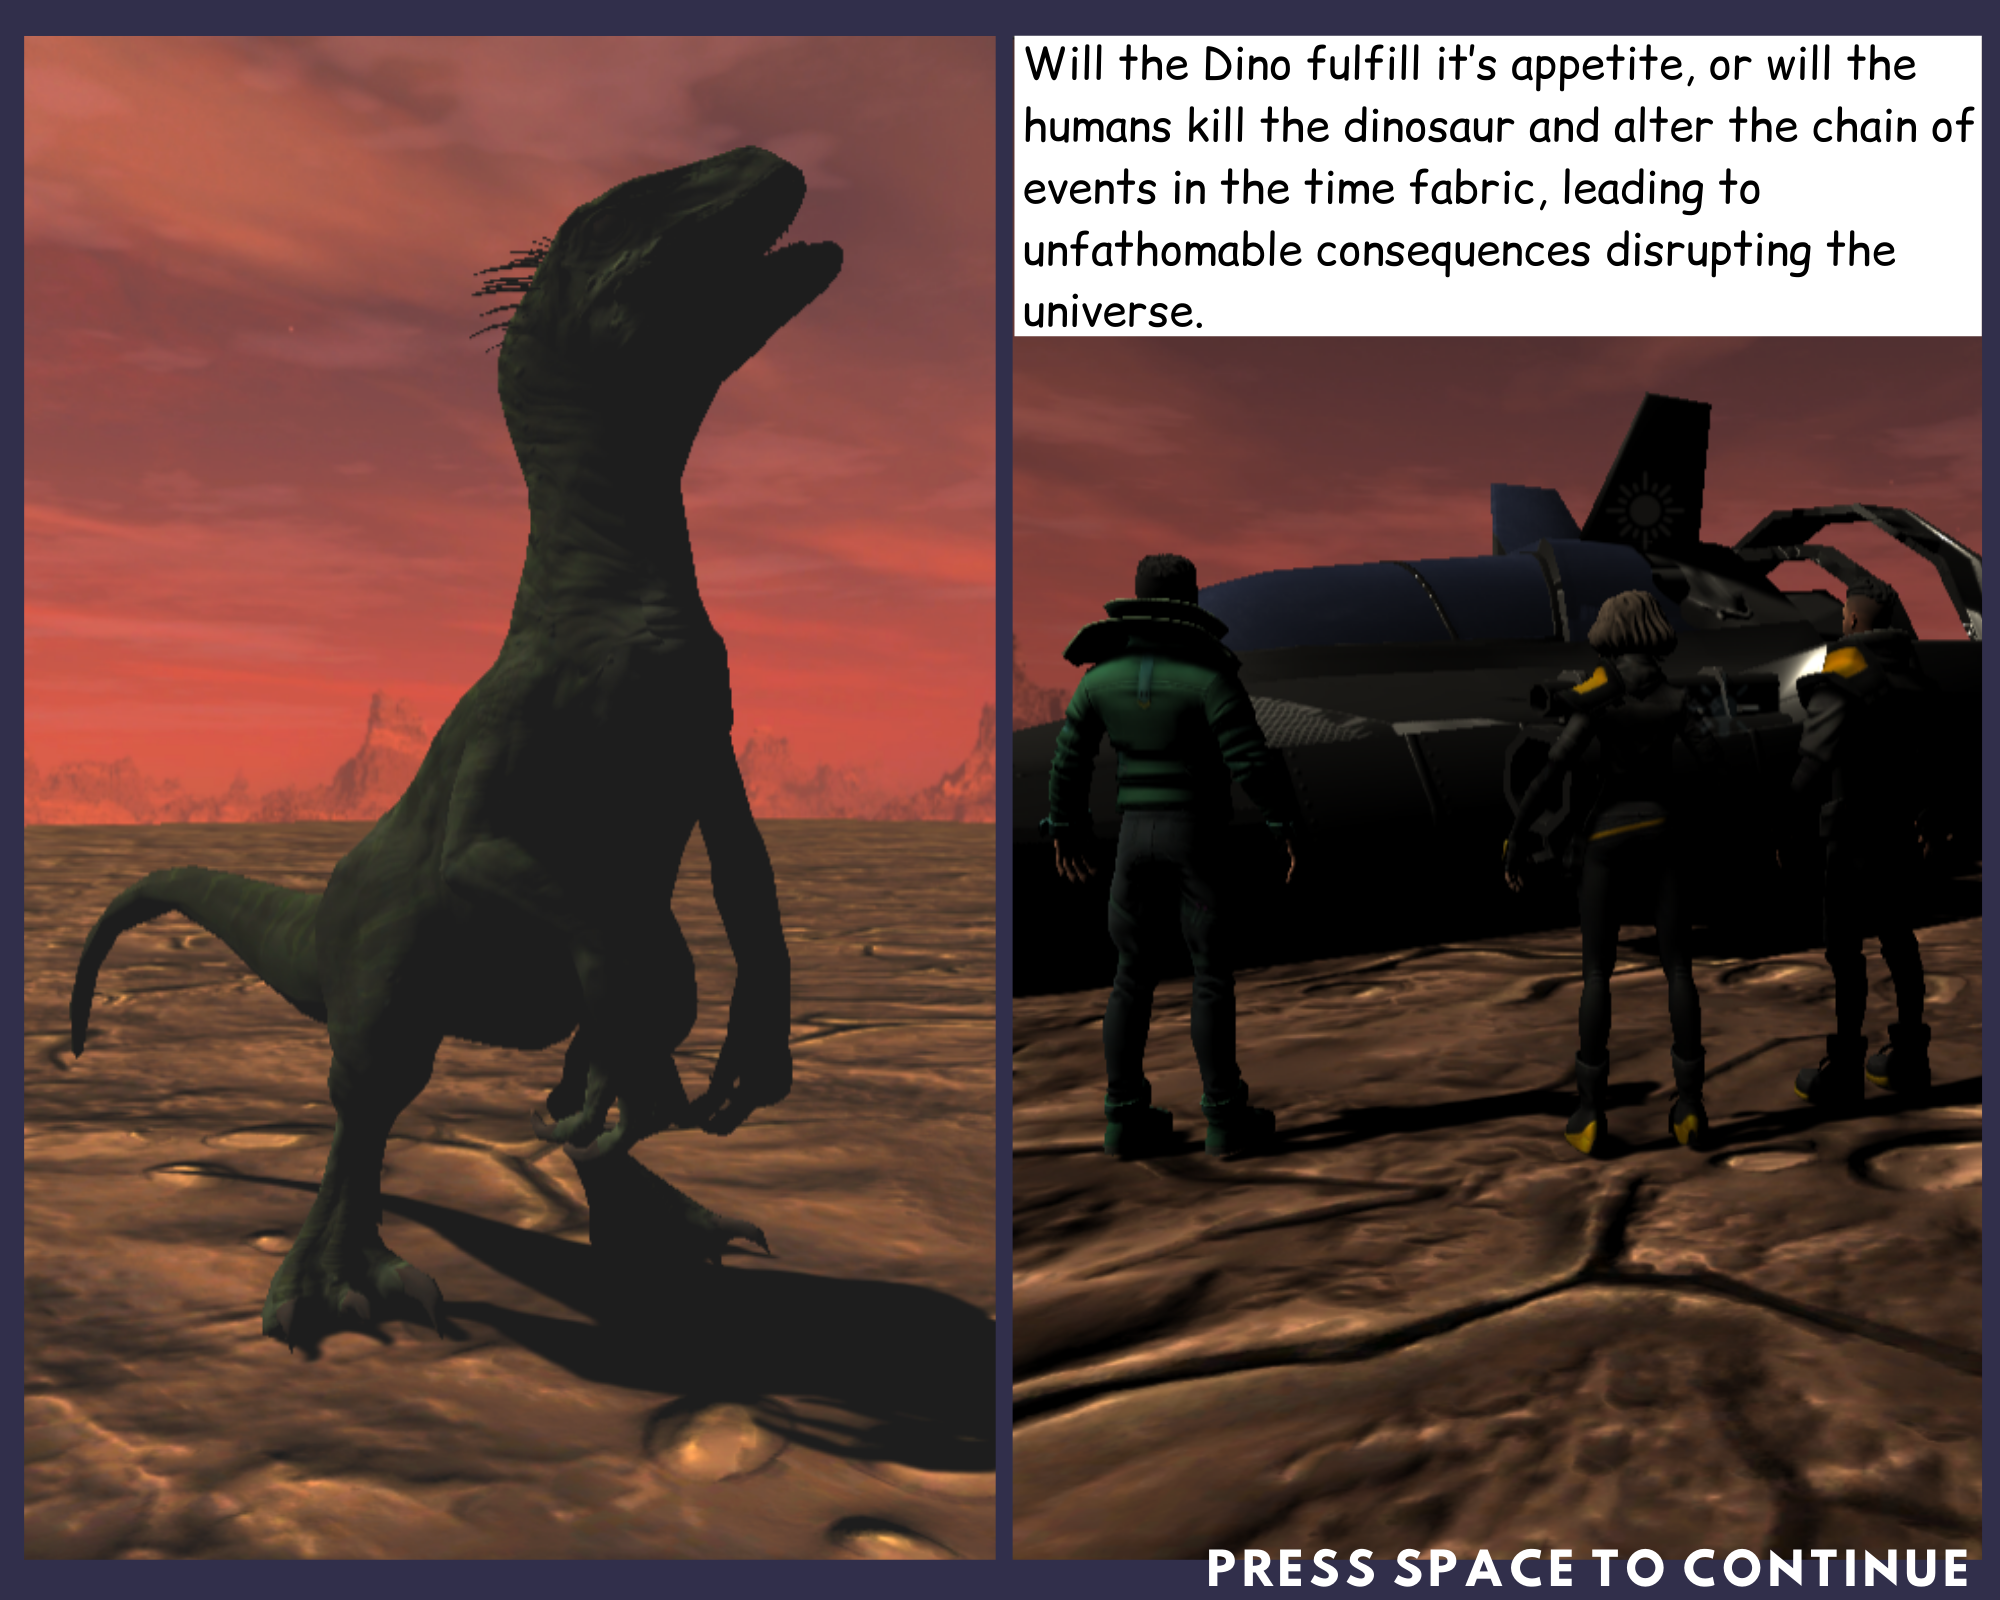 Will the Dino fulfill it's appetite, or will the
humans kill the dinosaur and alter the chain of
events in the time fabric, leading to
unfathomable consequences disrupting the
universe.
PRESS SPACE TO CONTINUE